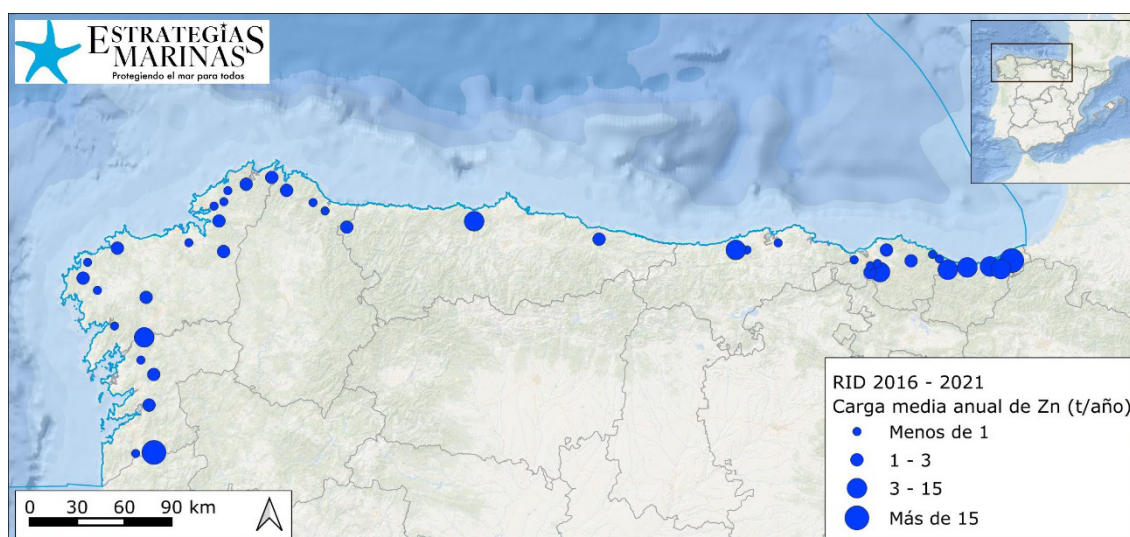 ESTRATEGIAS
MARINAS
Protegiendo el mar para todos
RID 2016 - 2021
Carga media anual de Zn (t/año)
Menos de 1
1 - 3
3 - 15
Más de 15
0 30 60 90 km